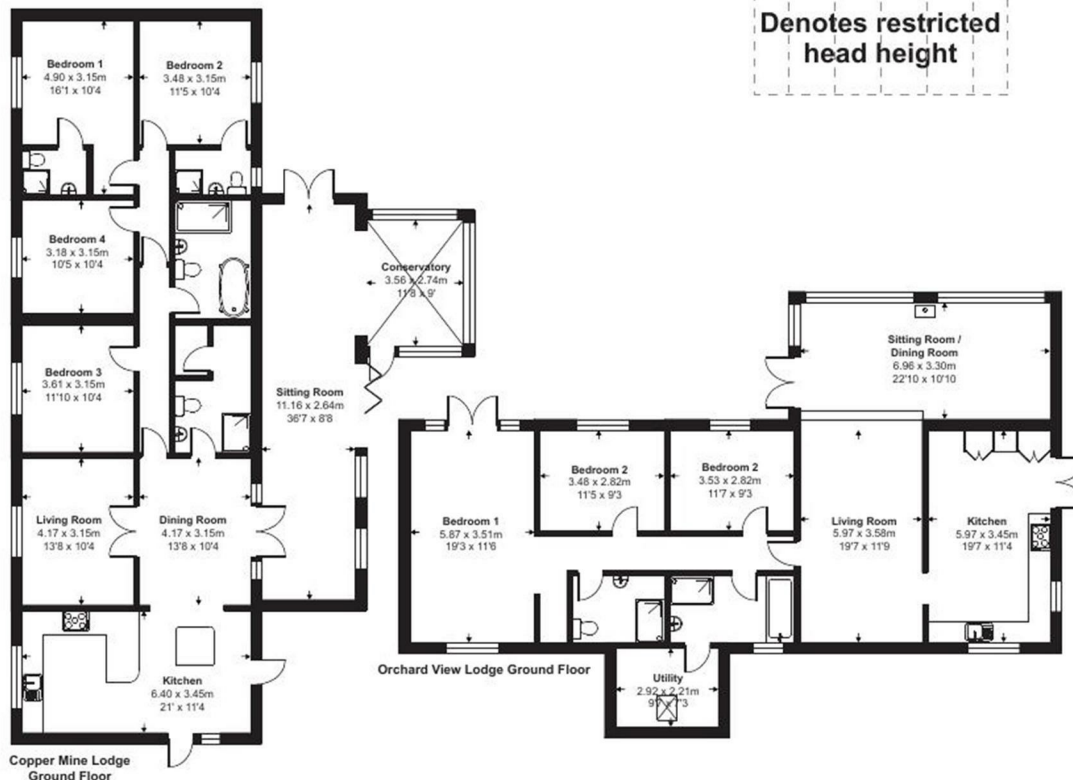 Denotes restricted
head height
Bedroom 1
4.90 x 3.15m
16'1 x 10'4
Bedroom 2
3.48 x 3.15m
11'5 x 10'4
Bedroom 4
3.18 x 3.15m
10'5 x 10'4
Conservatory
3.56 x 2.74m
11'8 x 9'
Bedroom 3
3.61 x 3.15m
11'10 x 10'4
Sitting Room
11.16 x 2.64m
36'7 x 8'8
Living Room
4.17 x 3.15m
13'8 x 10'4
Dining Room
4.17 x 3.15m
13'8 x 10'4
Kitchen
6.40 x 3.45m
21' x 11'4
Copper Mine Lodge
Ground Floor
Sitting Room /
Dining Room
6.96 x 3.30m
22'10 x 10'10
Bedroom 1
5.87 x 3.51m
19'3 x 11'6
Bedroom 2
3.48 x 2.82m
11'5 x 9'3
Bedroom 2
3.53 x 2.82m
11'7 x 9'3
Living Room
5.97 x 3.58m
19'7 x 11'9
Kitchen
5.97 x 3.45m
19'7 x 11'4
Orchard View Lodge Ground Floor
Utility
2.92 x 2.21m
9'7 x 7'3